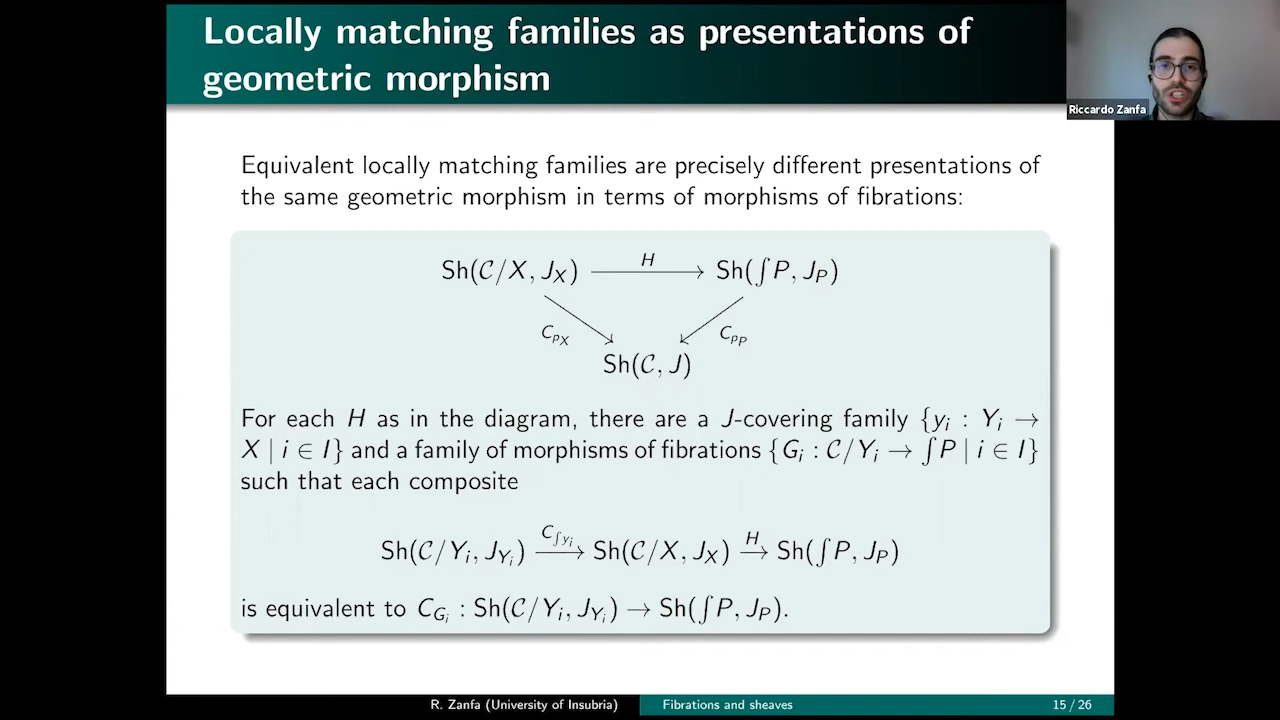 Locally matching families as presentations of
geometric morphism
Riccardo Zanfa
Equivalent locally matching families are precisely different presentations of
the same geometric morphism in terms of morphisms of fibrations:
Sh(𝒞/X, J_X) H Sh(∫P, J_P)
C_{p_X} C_{p_P}
Sh(𝒞, J)
For each H as in the diagram, there are a J-covering family {y_i : Y_i →
X | i ∈ I} and a family of morphisms of fibrations {G_i : 𝒞/Y_i → ∫P | i ∈ I}
such that each composite
Sh(𝒞/Y_i, J_{Y_i}) C_{∫y_i} → Sh(𝒞/X, J_X) H → Sh(∫P, J_P)
is equivalent to C_{G_i} : Sh(𝒞/Y_i, J_{Y_i}) → Sh(∫P, J_P).
R. Zanfa (University of Insubria) Fibrations and sheaves 15 / 26